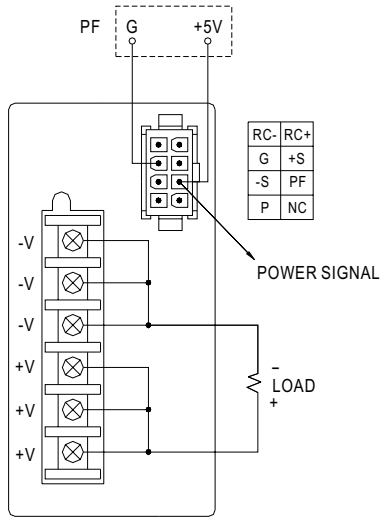 PF G +5V
RC- RC+
G +S
-S PF
P NC
POWER SIGNAL
-V
-V
-V
+V
+V
+V
−
LOAD
+